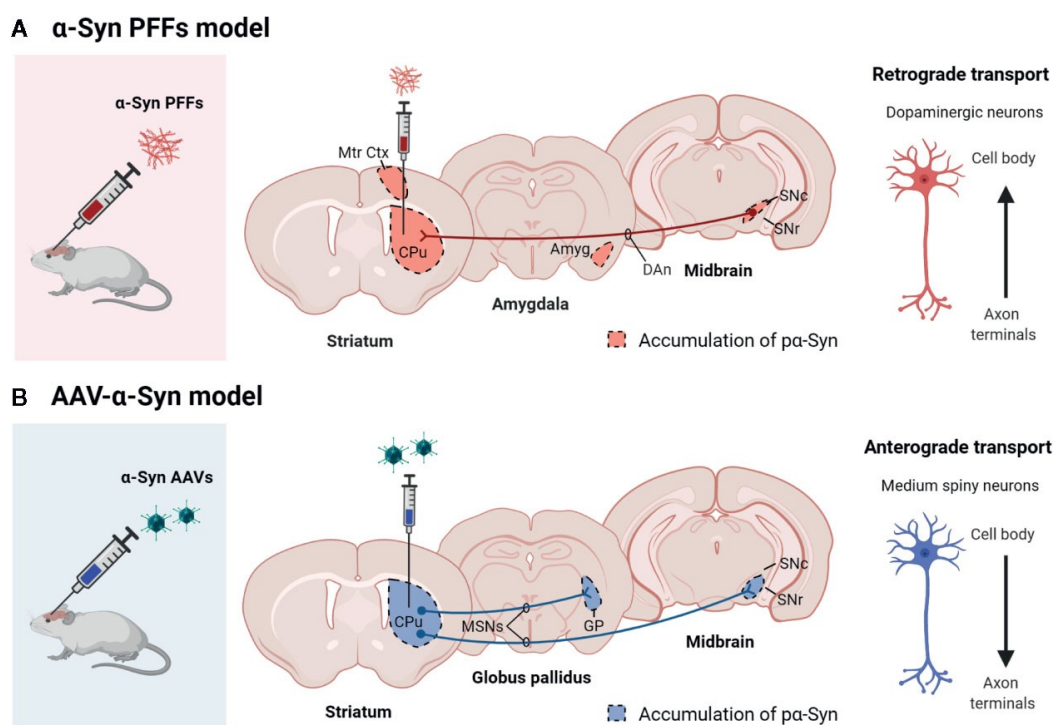 A α-Syn PFFs model
α-Syn PFFs
Mtr Ctx
CPu
Amyg
DAn
SNc
SNr
Striatum
Amygdala
Midbrain
Accumulation of pα-Syn
Retrograde transport
Dopaminergic neurons
Cell body
Axon
terminals
B AAV-α-Syn model
α-Syn AAVs
CPu
MSNs
GP
SNc
SNr
Striatum
Globus pallidus
Midbrain
Accumulation of pα-Syn
Anterograde transport
Medium spiny neurons
Cell body
Axon
terminals